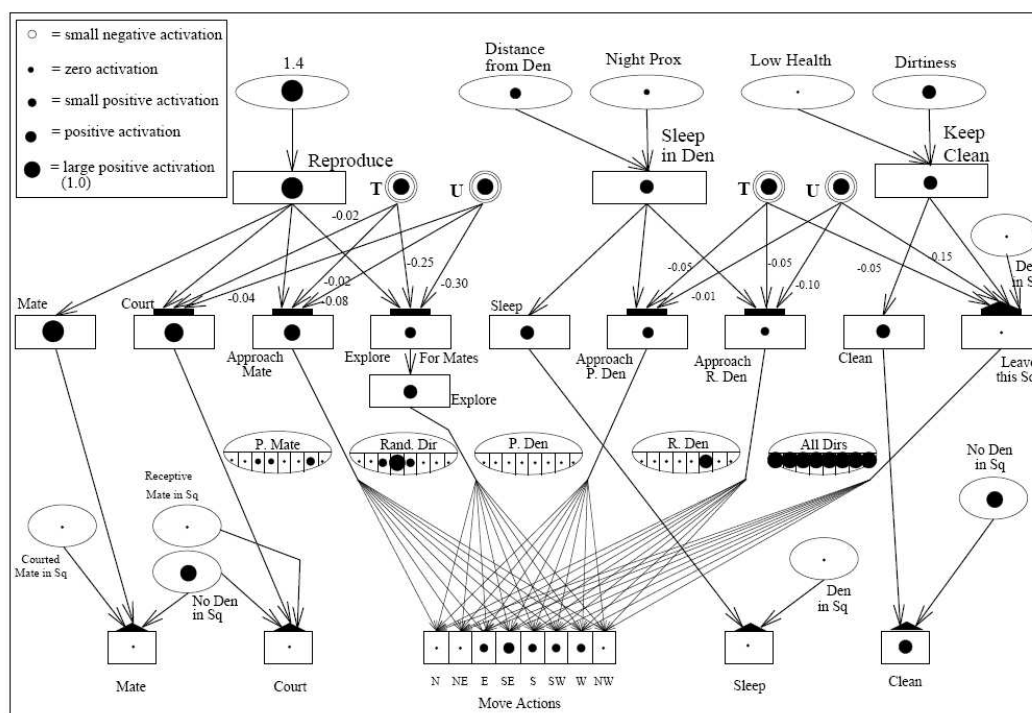 = small negative activation
= zero activation
= small positive activation
= positive activation
= large positive activation
(1.0)
1.4
Distance
from Den
Night Prox
Low Health
Dirtiness
Reproduce
T
U
Sleep
in Den
T
U
Keep
Clean
-0.02
-0.25
-0.30
-0.02
-0.08
-0.04
-0.05
-0.01
-0.05
-0.10
-0.05
0.15
De
in S
Mate
Court
Approach
Mate
Explore
For Mates
Explore
Sleep
Approach
P. Den
Approach
R. Den
Clean
Leave
this Sq
P. Mate
Rand. Dir
P. Den
R. Den
All Dirs
No Den
in Sq
Receptive
Mate in Sq
Courted
Mate in Sq
No Den
in Sq
Den
in Sq
Mate
Court
N NE E SE S SW W NW
Move Actions
Sleep
Clean